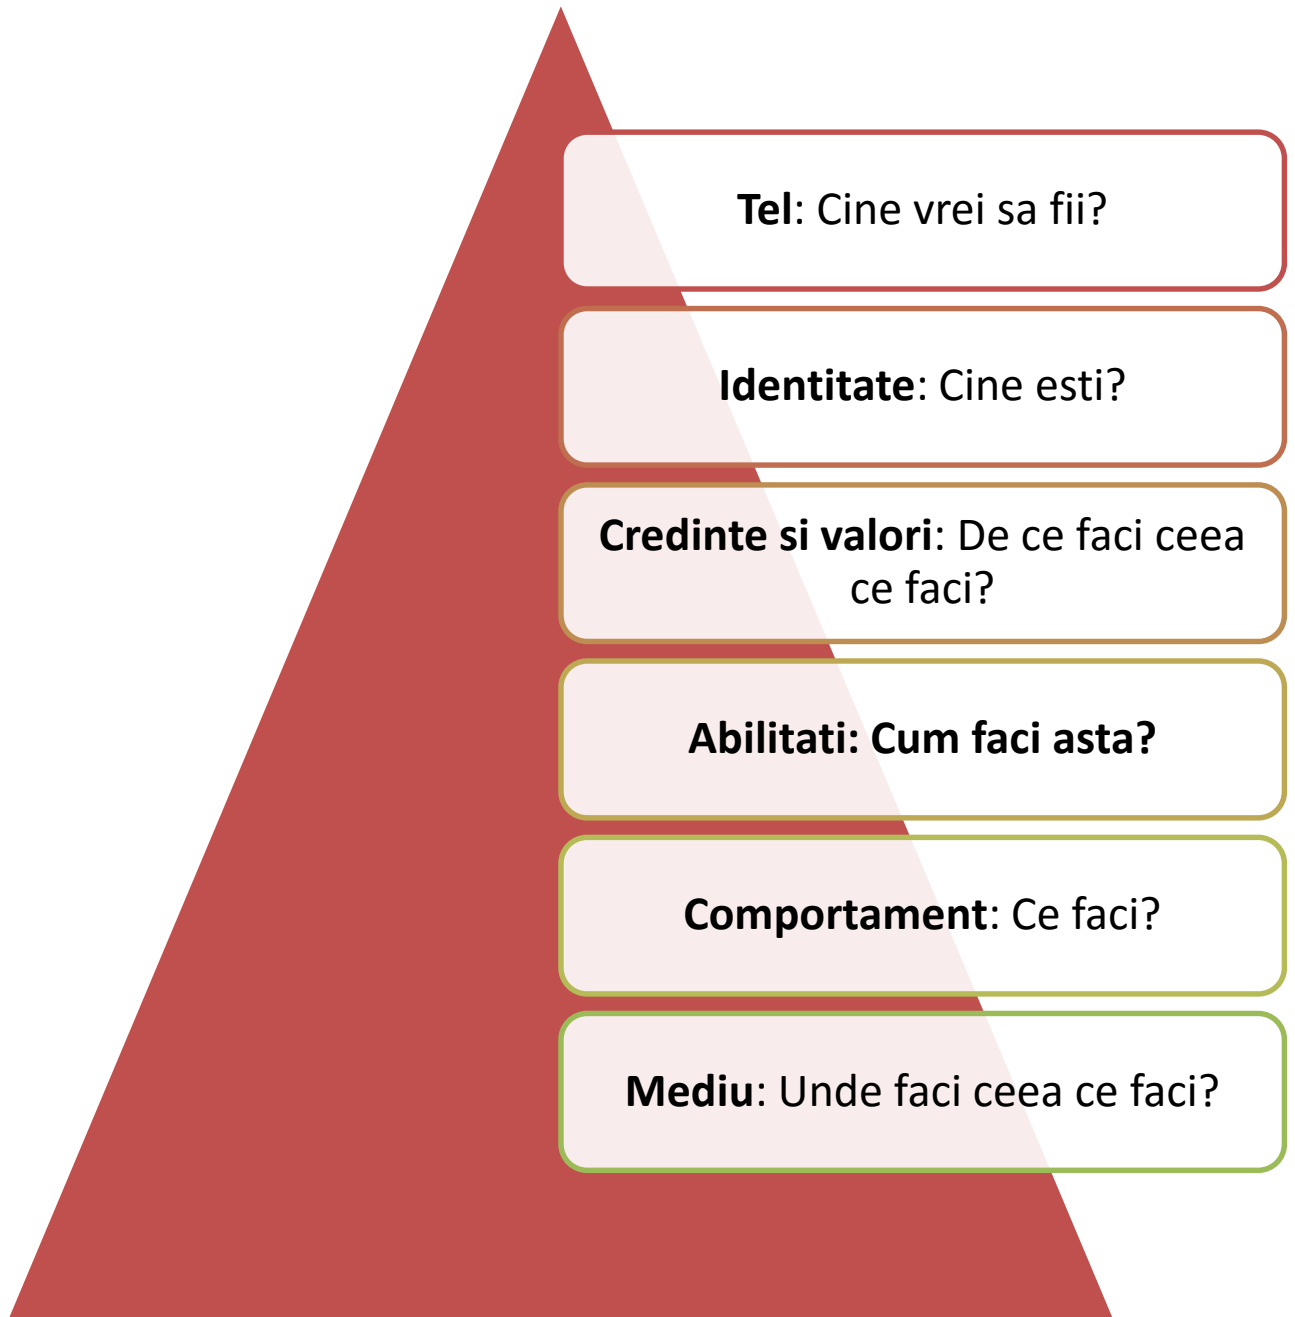 Tel: Cine vrei sa fii?
Identitate: Cine esti?
Credinte si valori: De ce faci ceea
ce faci?
Abilitati: Cum faci asta?
Comportament: Ce faci?
Mediu: Unde faci ceea ce faci?